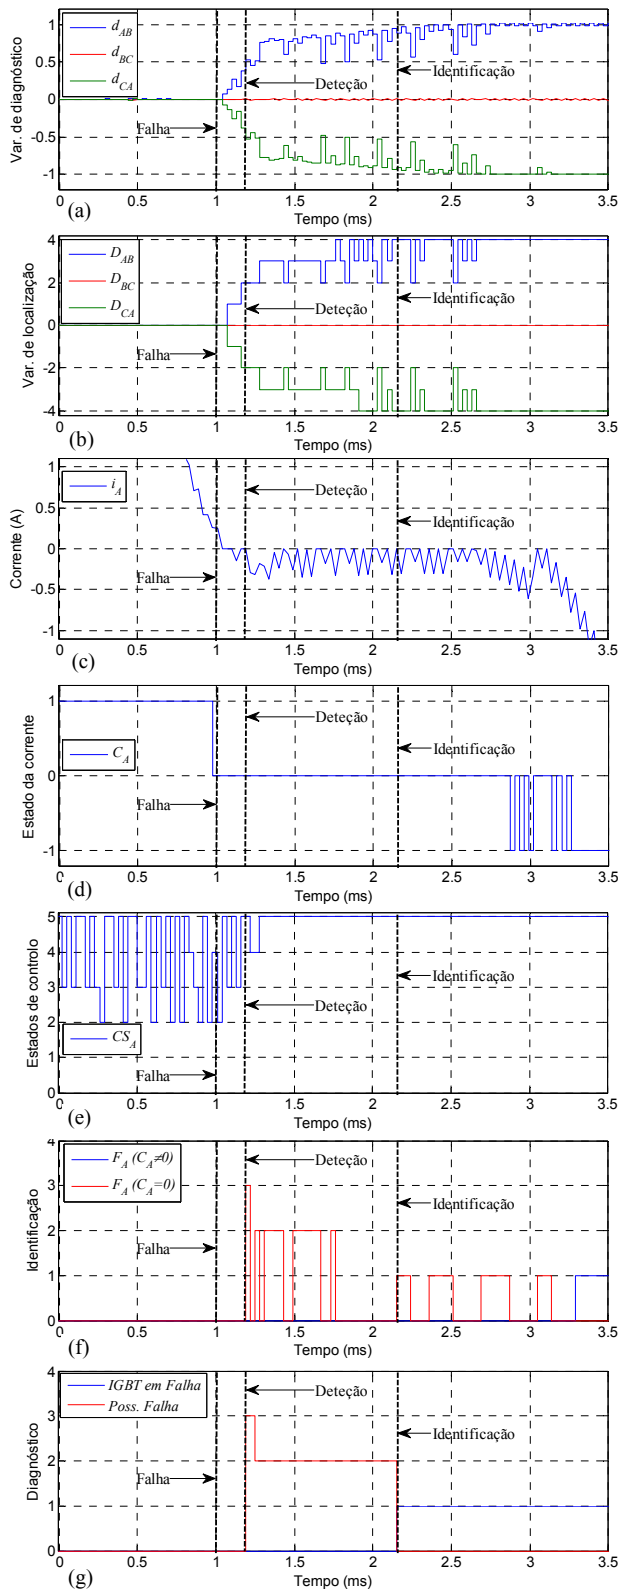 Var. de diagnóstico
1
0.5
0
-0.5
-1
d_AB
d_BC
d_CA
Deteção
Identificação
Falha
0 0.5 1 1.5 2 2.5 3 3.5
Tempo (ms)
(a)
Var. de localização
4
2
0
-2
-4
D_AB
D_BC
D_CA
Deteção
Identificação
Falha
0 0.5 1 1.5 2 2.5 3 3.5
Tempo (ms)
(b)
Corrente (A)
1
0.5
0
-0.5
-1
i_A
Deteção
Identificação
Falha
0 0.5 1 1.5 2 2.5 3 3.5
Tempo (ms)
(c)
Estado da corrente
1
0
-1
C_A
Deteção
Identificação
Falha
0 0.5 1 1.5 2 2.5 3 3.5
Tempo (ms)
(d)
Estados de controlo
5
4
3
2
1
0
Identificação
Deteção
CS_A
Falha
0 0.5 1 1.5 2 2.5 3 3.5
Tempo (ms)
(e)
Identificação
4
3
2
1
0
F_A (C_A≠0)
F_A (C_A=0)
Deteção
Identificação
Falha
0 0.5 1 1.5 2 2.5 3 3.5
Tempo (ms)
(f)
Diagnóstico
4
3
2
1
0
IGBT em Falha
Poss. Falha
Deteção
Identificação
Falha
0 0.5 1 1.5 2 2.5 3 3.5
Tempo (ms)
(g)